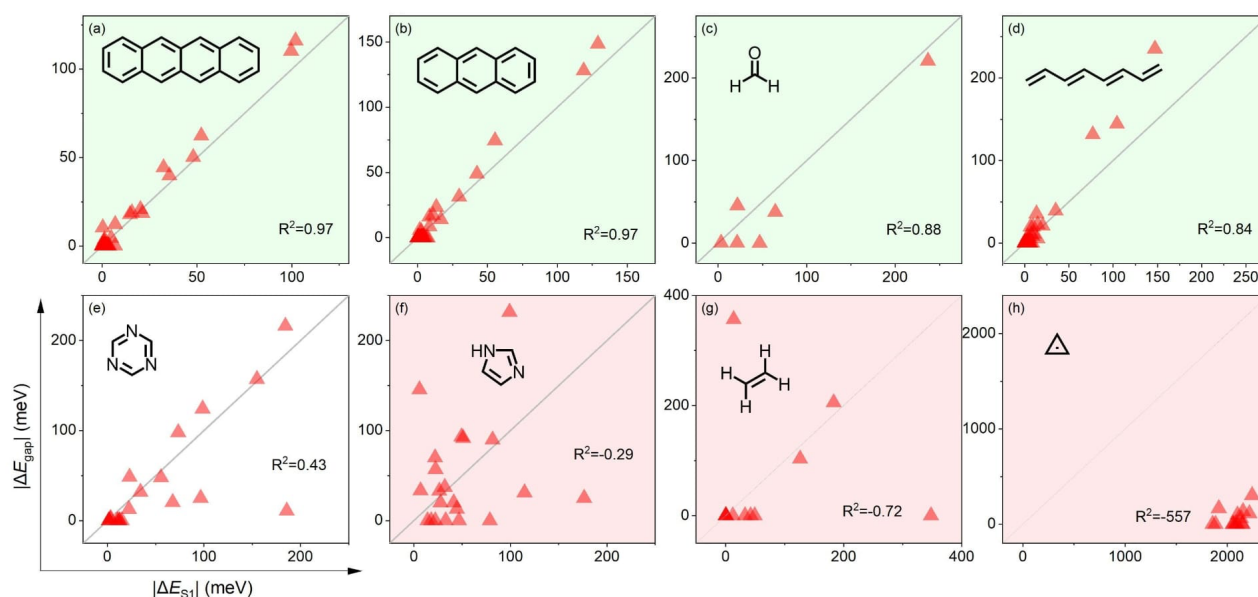 (a)
R²=0.97
100
50
0
0
50
100
(b)
R²=0.97
150
100
50
0
0
50
100
150
(c)
O
H
H
R²=0.88
200
100
0
0
100
200
(d)
R²=0.84
200
100
0
0
50
100
150
200
250
(e)
N
N
N
R²=0.43
200
100
0
0
100
200
(f)
HN
N
R²=-0.29
200
100
0
0
100
200
(g)
H
H
H
R²=-0.72
400
200
0
0
200
400
(h)
R²=-557
2000
1000
0
0
1000
2000
|ΔEgap| (meV)
|ΔES1| (meV)